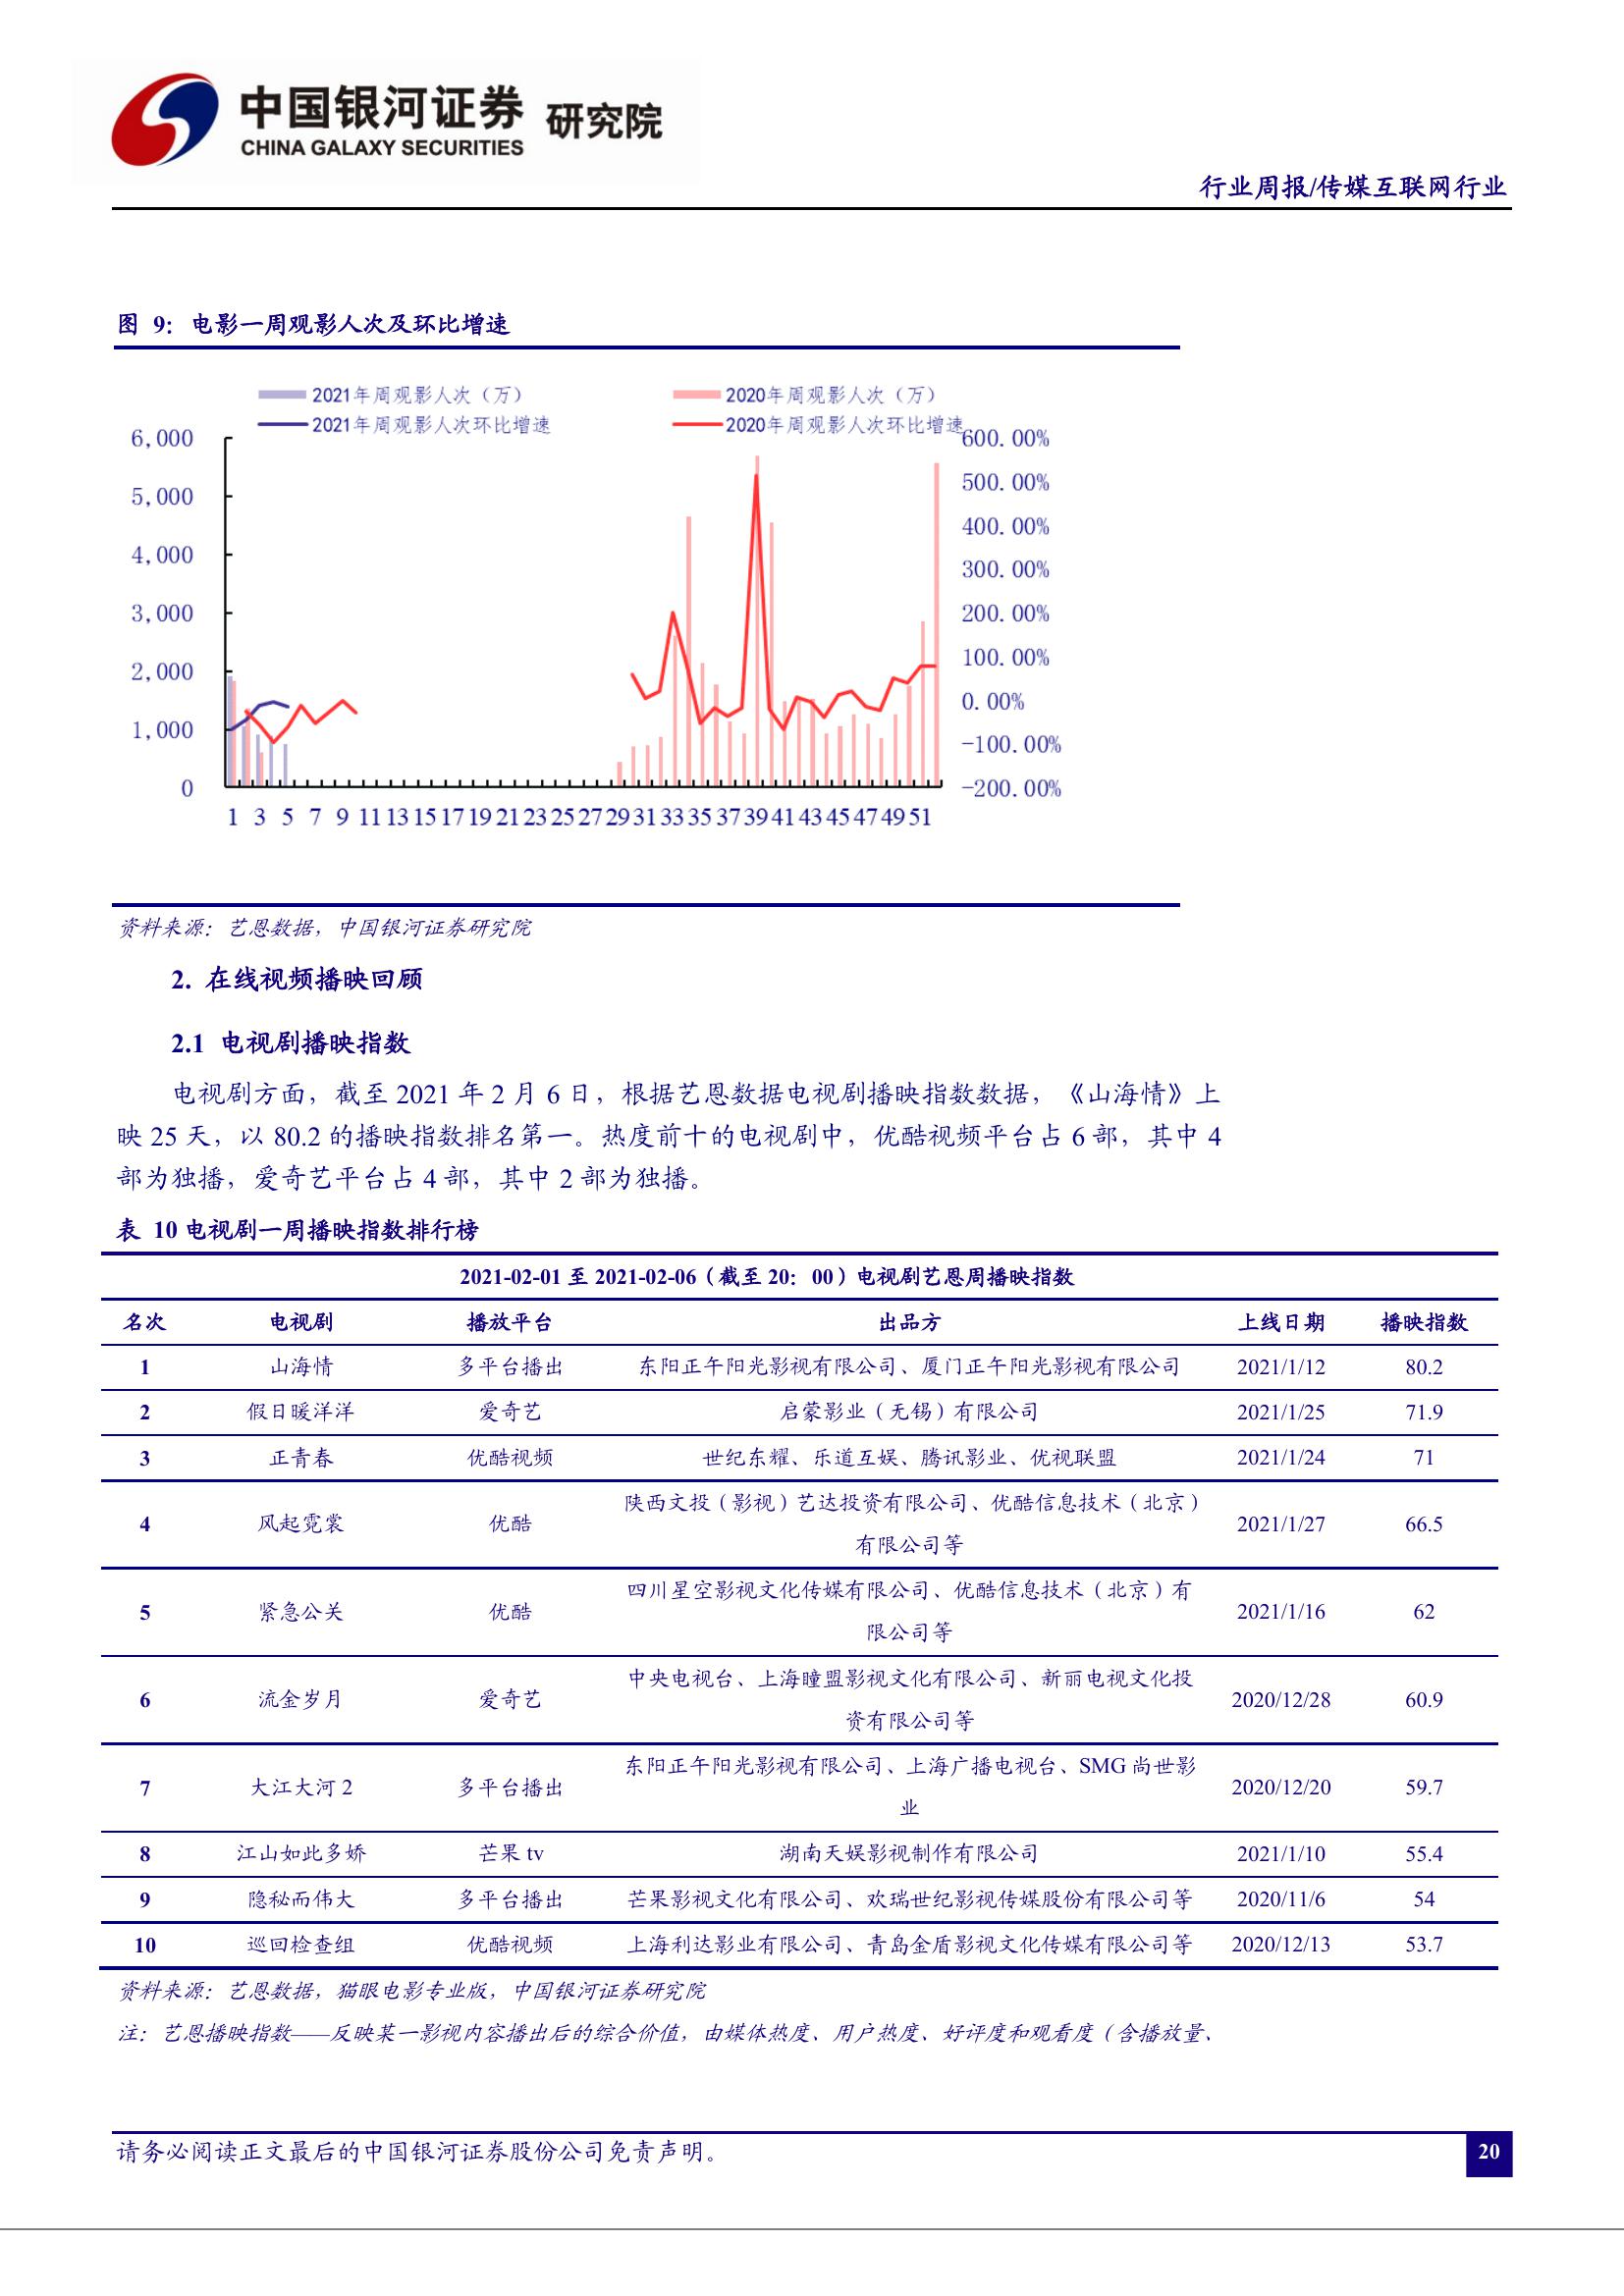 中国银河证券 研究院
CHINA GALAXY SECURITIES
行业周报/传媒互联网行业
图 9：电影一周观影人次及环比增速
2021年周观影人次（万） 2020年周观影人次（万）
2021年周观影人次环比增速 2020年周观影人次环比增速
6,000 600.00%
5,000 500.00%
400.00%
4,000
300.00%
3,000 200.00%
2,000 100.00%
0.00%
1,000
-100.00%
0 -200.00%
1 3 5 7 9 11 13 15 17 19 21 23 25 27 29 31 33 35 37 39 41 43 45 47 49 51
资料来源：艺恩数据，中国银河证券研究院
2. 在线视频播映回顾
2.1 电视剧播映指数
电视剧方面，截至 2021 年 2 月 6 日，根据艺恩数据电视剧播映指数数据，《山海情》上
映 25 天，以 80.2 的播映指数排名第一。热度前十的电视剧中，优酷视频平台占 6 部，其中 4
部为独播，爱奇艺平台占 4 部，其中 2 部为独播。
表 10 电视剧一周播映指数排行榜
2021-02-01 至 2021-02-06（截至 20：00）电视剧艺恩周播映指数
名次 电视剧 播放平台 出品方 上线日期 播映指数
1 山海情 多平台播出 东阳正午阳光影视有限公司、厦门正午阳光影视有限公司 2021/1/12 80.2
2 假日暖洋洋 爱奇艺 启蒙影业（无锡）有限公司 2021/1/25 71.9
3 正青春 优酷视频 世纪东耀、乐道互娱、腾讯影业、优视联盟 2021/1/24 71
陕西文投（影视）艺达投资有限公司、优酷信息技术（北京）
4 风起霓裳 优酷 有限公司等 2021/1/27 66.5
四川星空影视文化传媒有限公司、优酷信息技术（北京）有
5 紧急公关 优酷 限公司等 2021/1/16 62
中央电视台、上海瞳盟影视文化有限公司、新丽电视文化投
6 流金岁月 爱奇艺 资有限公司等 2020/12/28 60.9
东阳正午阳光影视有限公司、上海广播电视台、SMG 尚世影
7 大江大河 2 多平台播出 业 2020/12/20 59.7
8 江山如此多娇 芒果 tv 湖南天娱影视制作有限公司 2021/1/10 55.4
9 隐秘而伟大 多平台播出 芒果影视文化有限公司、欢瑞世纪影视传媒股份有限公司等 2020/11/6 54
10 巡回检查组 优酷视频 上海利达影业有限公司、青岛金盾影视文化传媒有限公司等 2020/12/13 53.7
资料来源：艺恩数据，猫眼电影专业版，中国银河证券研究院
注：艺恩播映指数——反映某一影视内容播出后的综合价值，由媒体热度、用户热度、好评度和观看度（含播放量、
请务必阅读正文最后的中国银河证券股份公司免责声明。
20